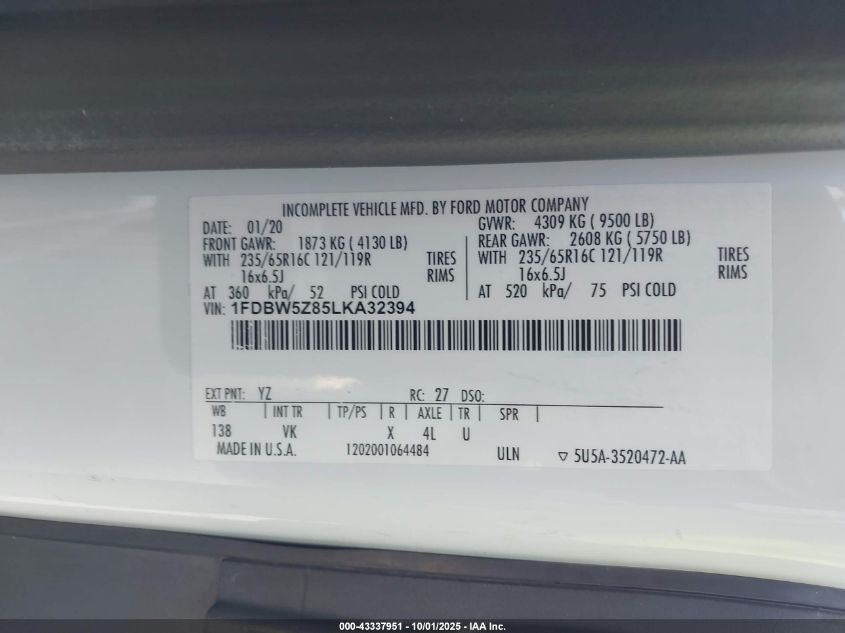 INCOMPLETE VEHICLE MFD. BY FORD MOTOR COMPANY
DATE: 01/20 GVWR: 4309 KG ( 9500 LB)
FRONT GAWR: 1873 KG ( 4130 LB) REAR GAWR: 2608 KG ( 5750 LB)
WITH 235/65R16C 121/119R TIRES WITH 235/65R16C 121/119R TIRES
16x6.5J RIMS 16x6.5J RIMS
AT 360 kPa/ 52 PSI COLD AT 520 kPa/ 75 PSI COLD
VIN: 1FDBW5Z85LKA32394
EXT PNT: YZ RC: 27 DSO:
WB | INT TR | TP/PS | R | AXLE | TR | SPR |
138 VK X 4L U
MADE IN U.S.A. 1202001064484 ULN ▽ 5U5A-3520472-AA
000-43337951 - 10/01/2025 - IAA Inc.